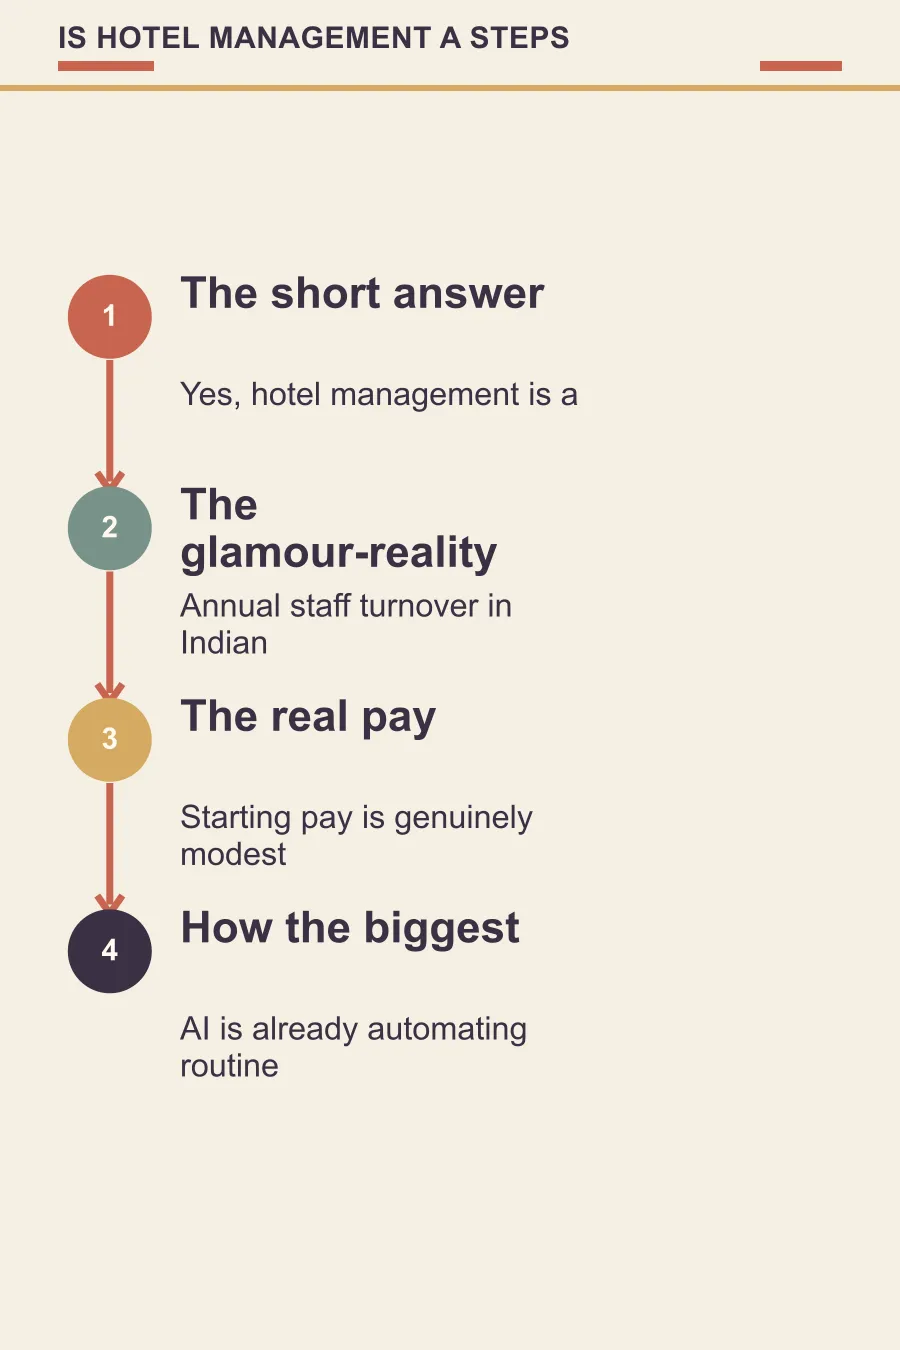 IS HOTEL MANAGEMENT A STEPS
1
The short answer
Yes, hotel management is a
2
The
glamour-reality
Annual staff turnover in
Indian
3
The real pay
Starting pay is genuinely
modest
4
How the biggest
AI is already automating
routine